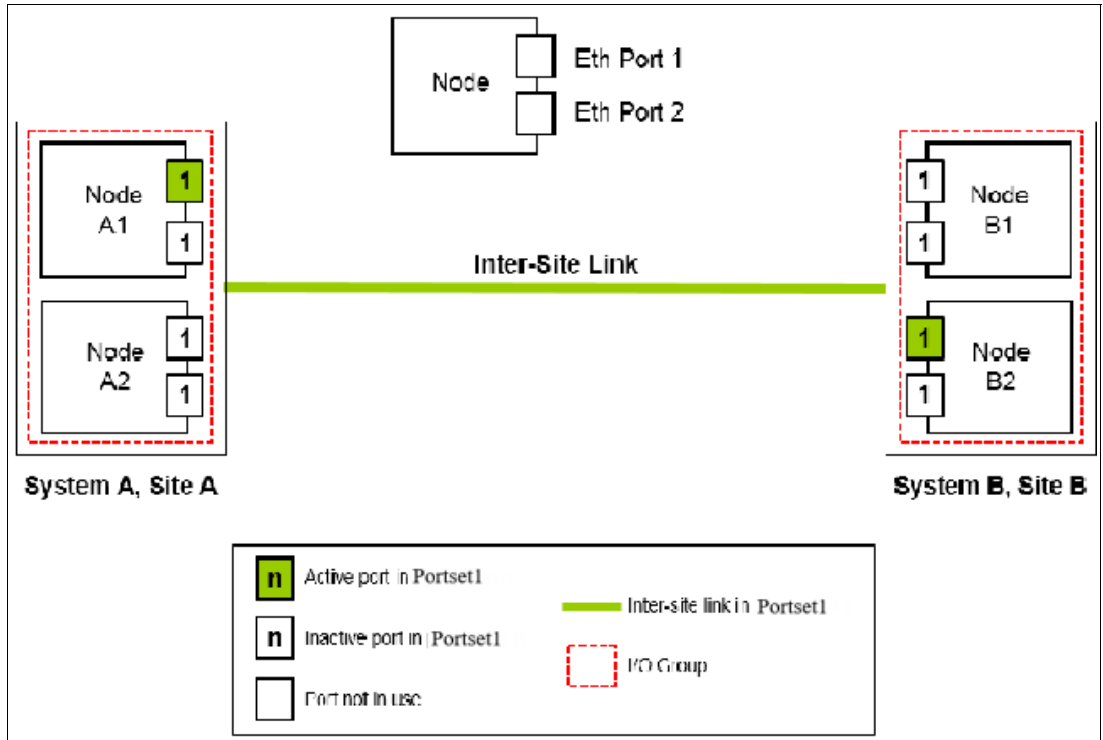 Node
Eth Port 1
Eth Port 2
Node
A1
1
1
Node
A2
1
1
Inter-Site Link
1
1
Node
B1
1
1
Node
B2
System A, Site A
System B, Site B
n Active port in Portset1
n Inactive port in Portset1
Port not in use
Inter-site link in Portset1
I/O Group